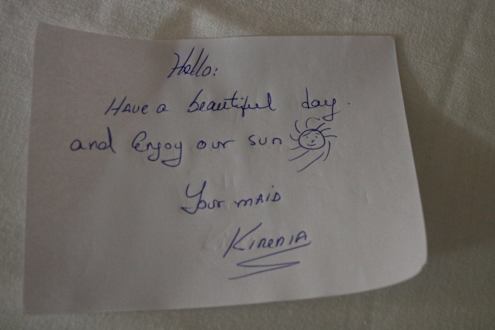 Hello:
Have a beautiful day.
and Enjoy our sun
Your maid
Kirenia